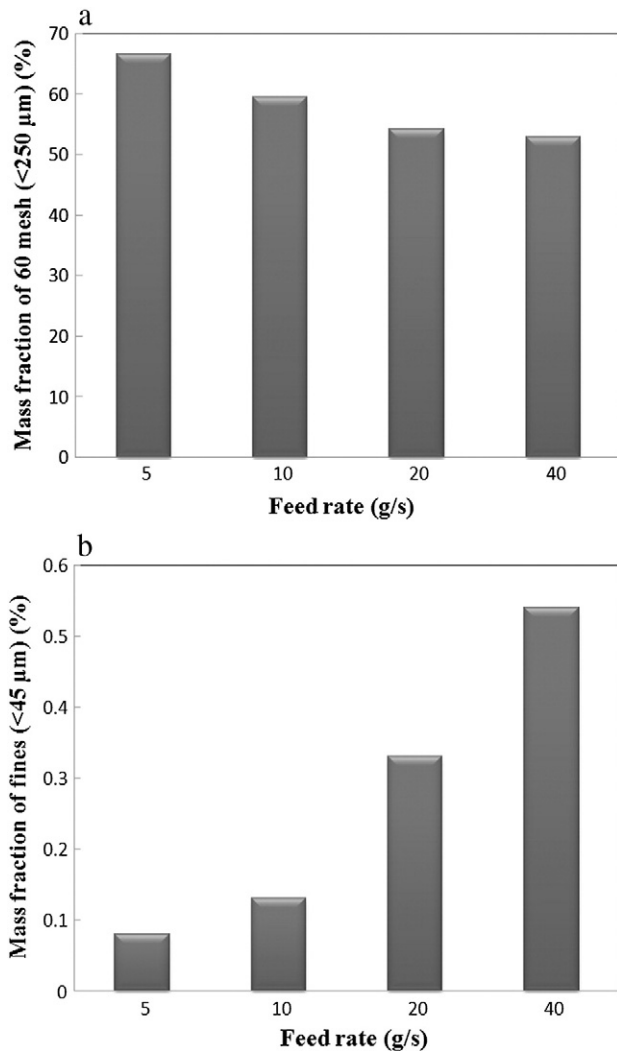 a
Mass fraction of 60 mesh (<250 µm) (%)
70
60
50
40
30
20
10
0
5 10 20 40
Feed rate (g/s)
b
Mass fraction of fines (<45 µm) (%)
0.6
0.5
0.4
0.3
0.2
0.1
0
5 10 20 40
Feed rate (g/s)